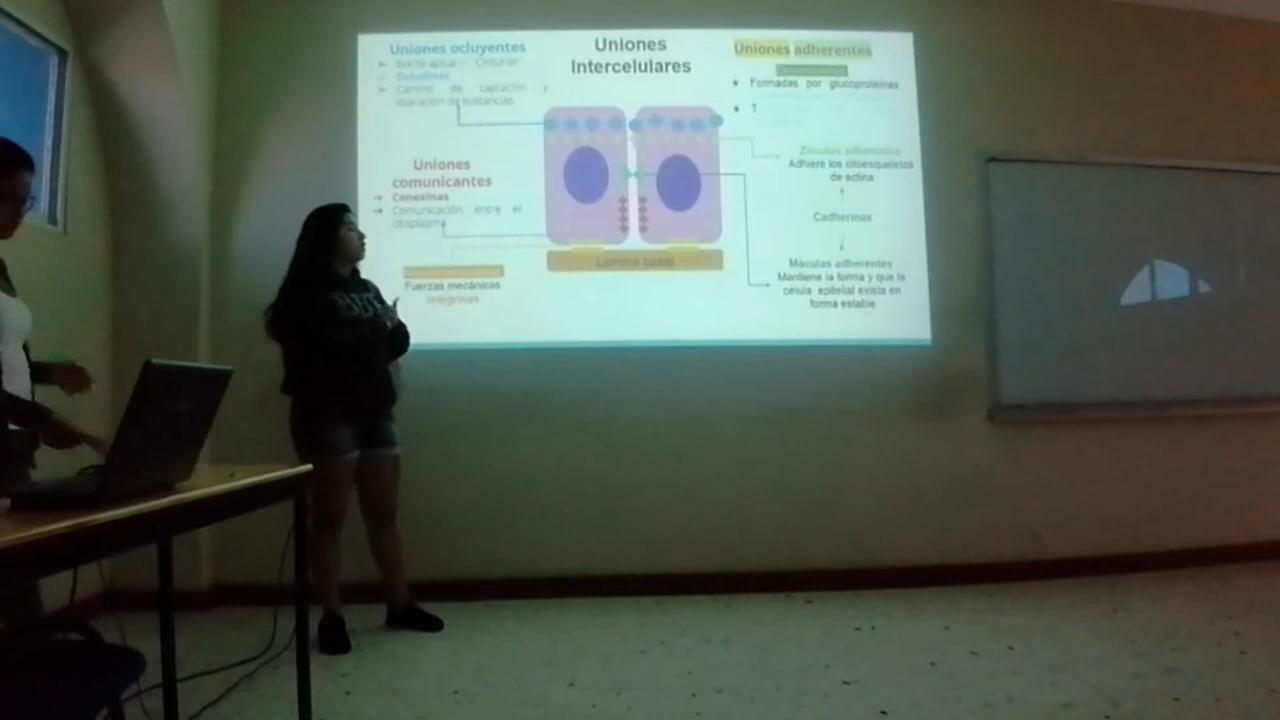 Uniones
Intercelulares
Uniones ocluyentes
Borde apical - Cinturón
Ocludinas
Camino de captación y
liberación de sustancias.
Uniones
comunicantes
Conexinas
Comunicación entre el
citoplasma
Fuerzas mecánicas
Integrinas
Lamina basal
Uniones adherentes
Formadas por glucoproteínas
T
Zónulas adherentes
Adhiere los citoesqueletos
de actina
Cadherinas
Máculas adherentes
Mantiene la forma y que la
célula epitelial exista en
forma estable